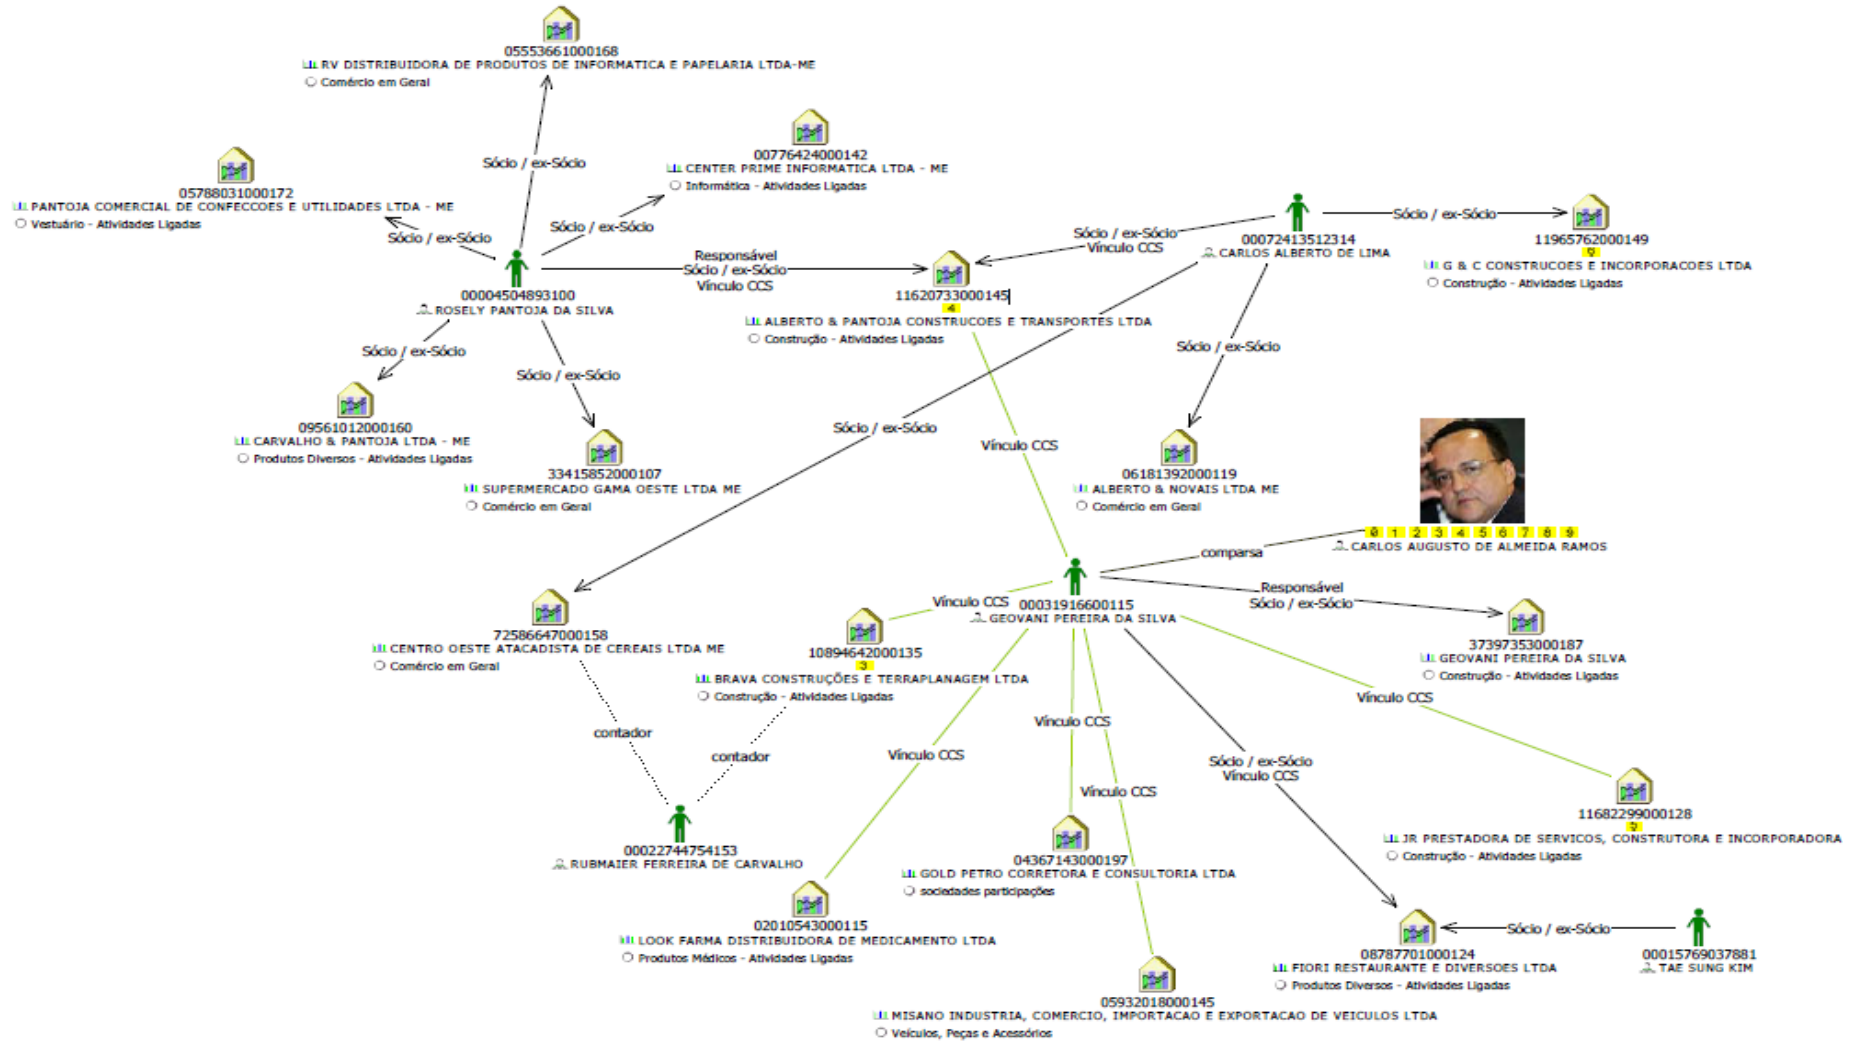 05553661000168
RV DISTRIBUIDORA DE PRODUTOS DE INFORMATICA E PAPELARIA LTDA-ME
Comércio em Geral
Sócio / ex-Sócio
00776424000142
CENTER PRIME INFORMATICA LTDA - ME
Informática - Atividades Ligadas
Sócio / ex-Sócio
05788031000172
PANTOJA COMERCIAL DE CONFECCOES E UTILIDADES LTDA - ME
Vestuário - Atividades Ligadas
Sócio / ex-Sócio
00004504893100
ROSELY PANTOJA DA SILVA
Responsável
Sócio / ex-Sócio
Vínculo CCS
11620733000145
4
ALBERTO & PANTOJA CONSTRUCOES E TRANSPORTES LTDA
Construção - Atividades Ligadas
Sócio / ex-Sócio
Vínculo CCS
00072413512314
CARLOS ALBERTO DE LIMA
Sócio / ex-Sócio
11965762000149
5
G & C CONSTRUCOES E INCORPORACOES LTDA
Construção - Atividades Ligadas
Sócio / ex-Sócio
09561012000160
CARVALHO & PANTOJA LTDA - ME
Produtos Diversos - Atividades Ligadas
Sócio / ex-Sócio
33415852000107
SUPERMERCADO GAMA OESTE LTDA ME
Comércio em Geral
Sócio / ex-Sócio
Vínculo CCS
Sócio / ex-Sócio
06181392000119
ALBERTO & NOVAIS LTDA ME
Comércio em Geral
0 1 2 3 4 5 6 7 8 9
CARLOS AUGUSTO DE ALMEIDA RAMOS
comparsa
00031916600115
GEOVANI PEREIRA DA SILVA
Responsável
Sócio / ex-Sócio
37397353000187
GEOVANI PEREIRA DA SILVA
Construção - Atividades Ligadas
72586647000158
CENTRO OESTE ATACADISTA DE CEREAIS LTDA ME
Comércio em Geral
Vínculo CCS
10894642000135
3
BRAVA CONSTRUÇÕES E TERRAPLANAGEM LTDA
Construção - Atividades Ligadas
contador
contador
00022744754153
RUBMAIER FERREIRA DE CARVALHO
Vínculo CCS
Vínculo CCS
Vínculo CCS
Sócio / ex-Sócio
Vínculo CCS
Vínculo CCS
11682299000128
5
JR PRESTADORA DE SERVICOS, CONSTRUTORA E INCORPORADORA
Construção - Atividades Ligadas
04367143000197
GOLD PETRO CORRETORA E CONSULTORIA LTDA
sociedades participações
02010543000115
LOOK FARMA DISTRIBUIDORA DE MEDICAMENTO LTDA
Produtos Médicos - Atividades Ligadas
05932018000145
MISANO INDUSTRIA, COMERCIO, IMPORTACAO E EXPORTACAO DE VEICULOS LTDA
Veículos, Peças e Acessórios
08787701000124
FIORI RESTAURANTE E DIVERSOES LTDA
Produtos Diversos - Atividades Ligadas
Sócio / ex-Sócio
00015769037881
TAE SUNG KIM